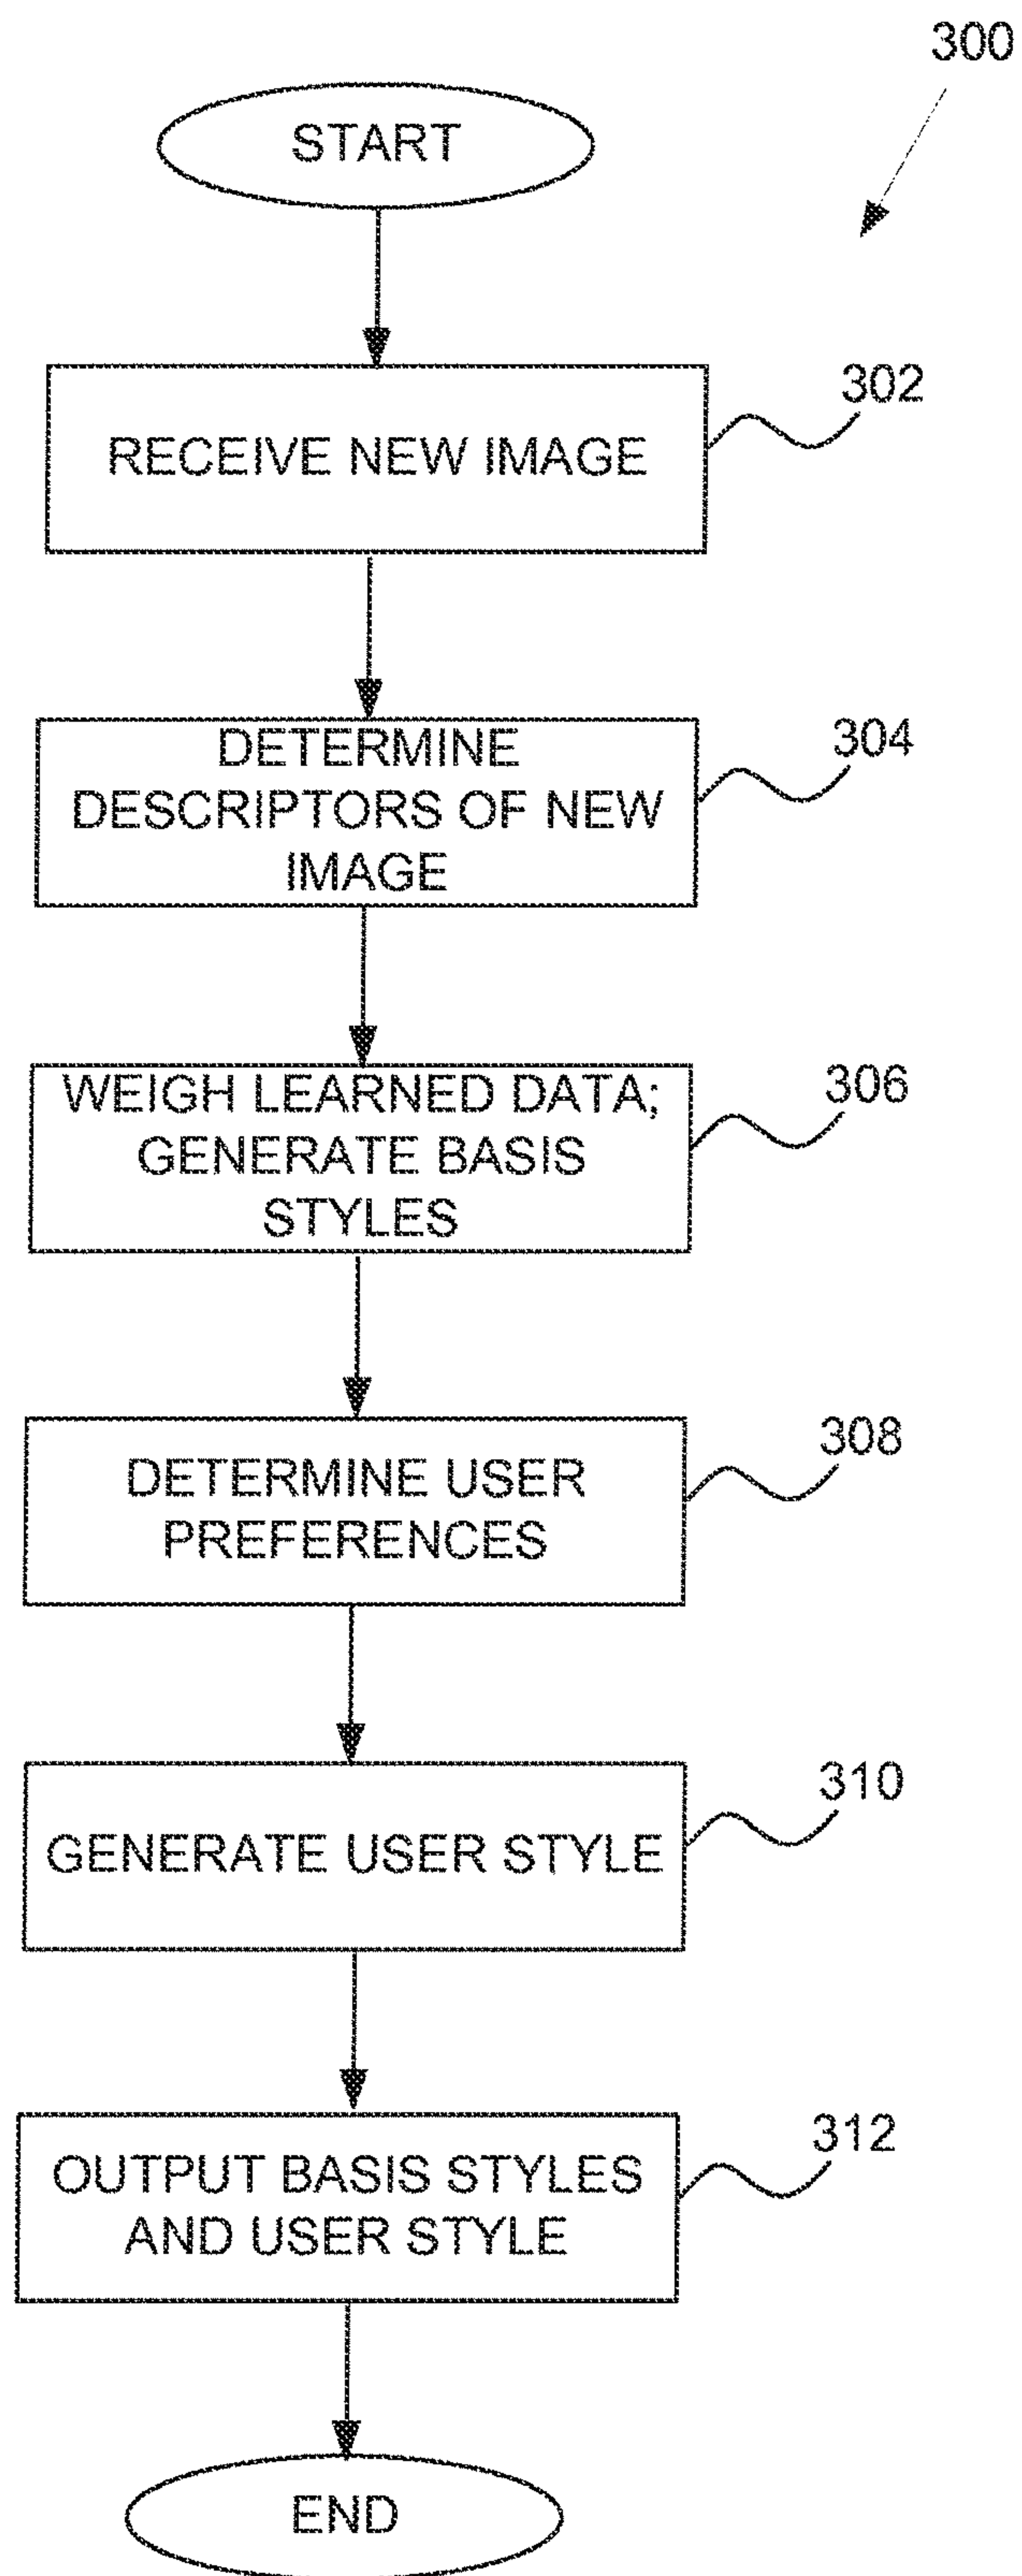 300
START
RECEIVE NEW IMAGE
302
DETERMINE
DESCRIPTORS OF NEW
IMAGE
304
WEIGH LEARNED DATA;
GENERATE BASIS
STYLES
306
DETERMINE USER
PREFERENCES
308
GENERATE USER STYLE
310
OUTPUT BASIS STYLES
AND USER STYLE
312
END